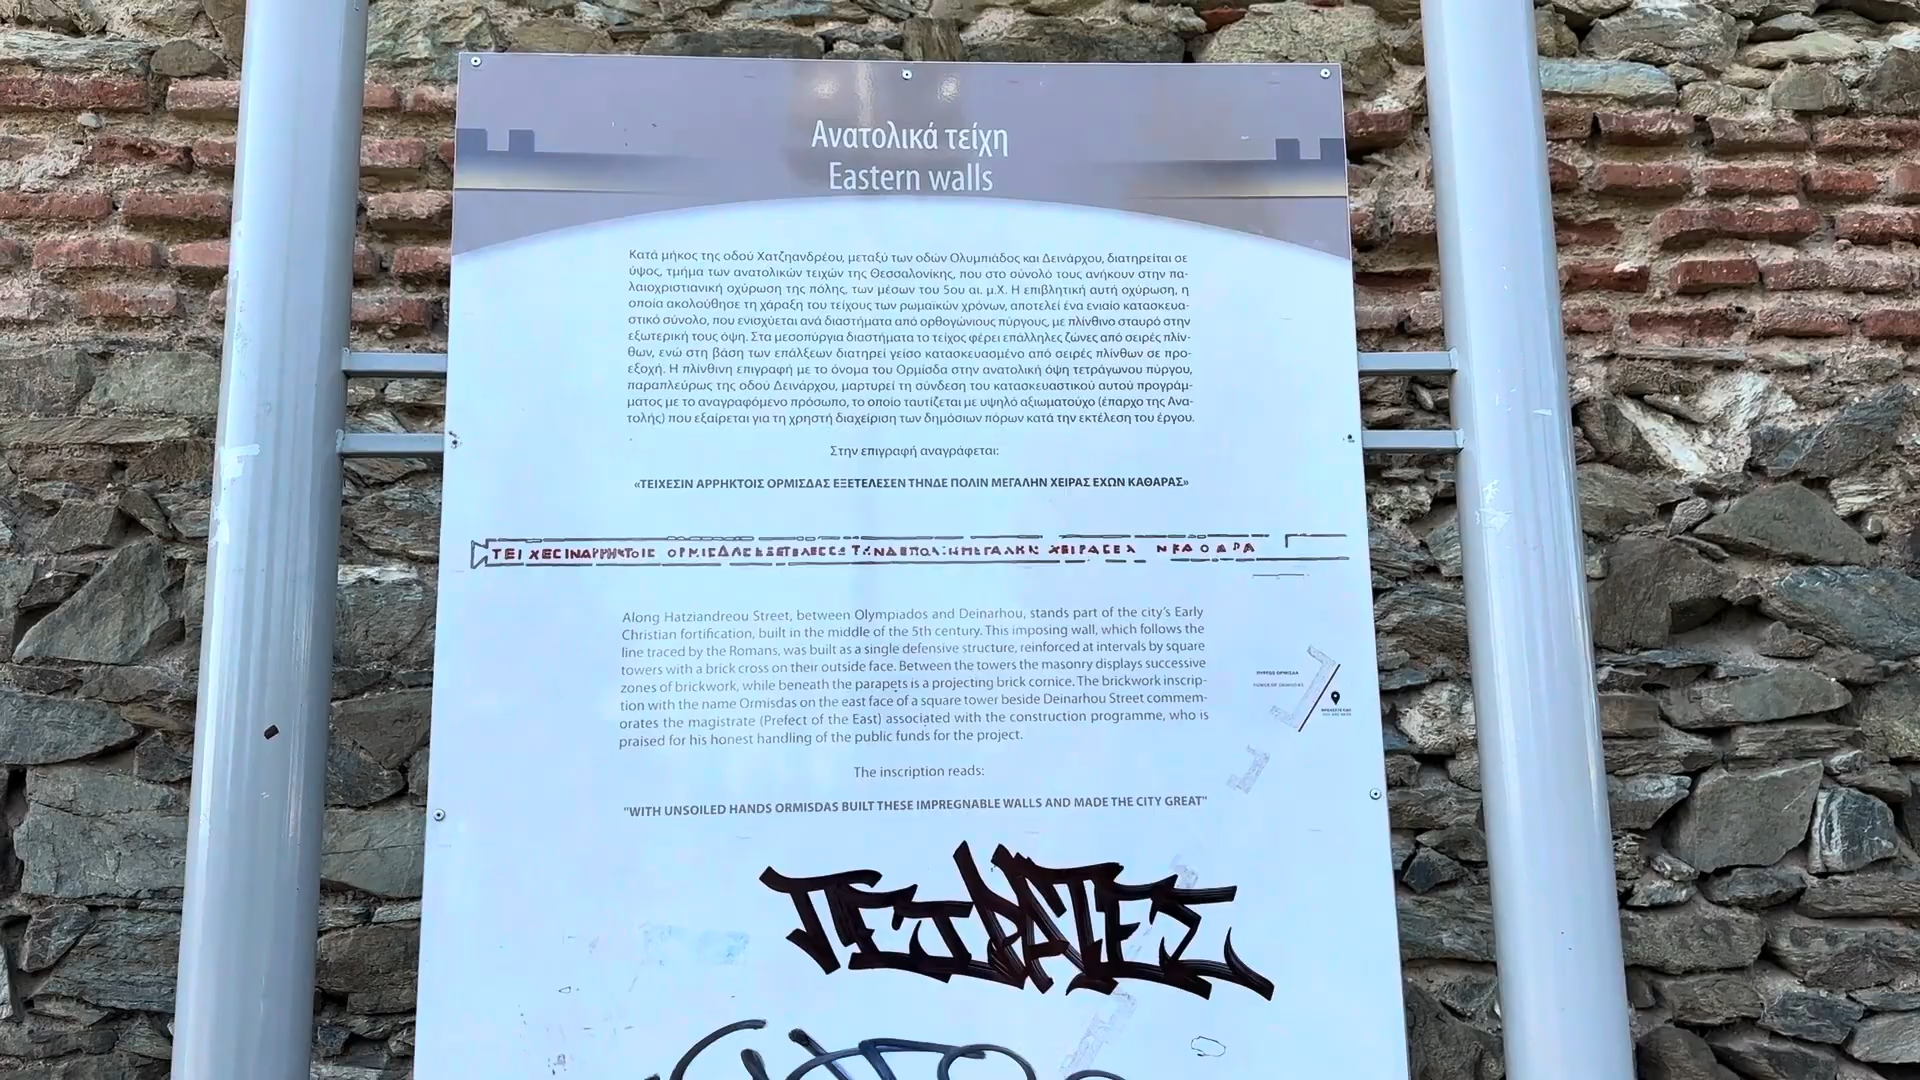 Ανατολικά τείχη
Eastern walls
Κατά μήκος της οδού Χατζηανδρέου, μεταξύ των οδών Ολυμπιάδος και Δεινάρχου, διατηρείται σε
ύψος, τμήμα των ανατολικών τειχών της Θεσσαλονίκης, που στο σύνολό τους ανήκουν στην πα-
λαιοχριστιανική οχύρωση της πόλης, των μέσων του 5ου αι. μ.Χ. Η επιβλητική αυτή οχύρωση, η
οποία ακολούθησε τη χάραξη του τείχους των ρωμαϊκών χρόνων, αποτελεί ένα ενιαίο κατασκευα-
στικό σύνολο, που ενισχύεται ανά διαστήματα από ορθογώνιους πύργους, με πλίνθινο σταυρό στην
εξωτερική τους όψη. Στα μεσοπύργια διαστήματα το τείχος φέρει επάλληλες ζώνες από σειρές πλίν-
θων, ενώ στη βάση των επάλξεων διατηρεί γείσο κατασκευασμένο από σειρές πλίνθων σε προ-
εξοχή. Η πλίνθινη επιγραφή με το όνομα του Ορμίσδα στην ανατολική όψη τετράγωνου πύργου,
παραπλεύρως της οδού Δεινάρχου, μαρτυρεί τη σύνδεση του κατασκευαστικού αυτού προγράμ-
ματος με το αναγραφόμενο πρόσωπο, το οποίο ταυτίζεται με υψηλό αξιωματούχο (έπαρχο της Ανα-
τολής) που εξαίρεται για τη χρηστή διαχείριση των δημόσιων πόρων κατά την εκτέλεση του έργου.
Στην επιγραφή αναγράφεται:
«ΤΕΙΧΕΣΙΝ ΑΡΡΗΚΤΟΙΣ ΟΡΜΙΣΔΑΣ ΕΞΕΤΕΛΕΣΕΝ ΤΗΝΔΕ ΠΟΛΙΝ ΜΕΓΑΛΗΝ ΧΕΙΡΑΣ ΕΧΩΝ ΚΑΘΑΡΑΣ»
Along Hatziandreou Street, between Olympiados and Deinarhou, stands part of the city's Early
Christian fortification, built in the middle of the 5th century. This imposing wall, which follows the
line traced by the Romans, was built as a single defensive structure, reinforced at intervals by square
towers with a brick cross on their outside face. Between the towers the masonry displays successive
zones of brickwork, while beneath the parapets is a projecting brick cornice. The brickwork inscrip-
tion with the name Ormisdas on the east face of a square tower beside Deinarhou Street commem-
orates the magistrate (Prefect of the East) associated with the construction programme, who is
praised for his honest handling of the public funds for the project.
ΠΥΡΓΟΣ ΟΡΜΙΣΔΑ
TOWER OF ORMISDAS
The inscription reads:
"WITH UNSOILED HANDS ORMISDAS BUILT THESE IMPREGNABLE WALLS AND MADE THE CITY GREAT"